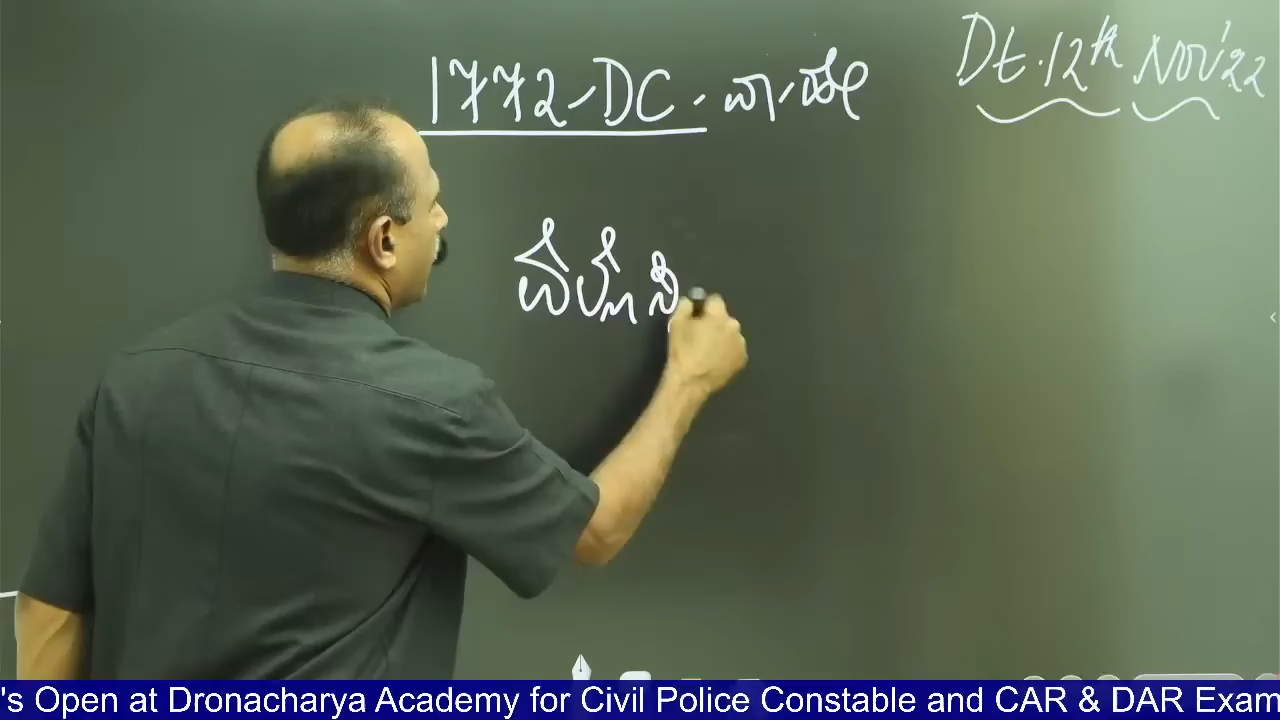 1772-DC. ವಾ.ಹೇ
Dt. 12th Nov'22
's Open at Dronacharya Academy for Civil Police Constable and CAR & DAR Exam